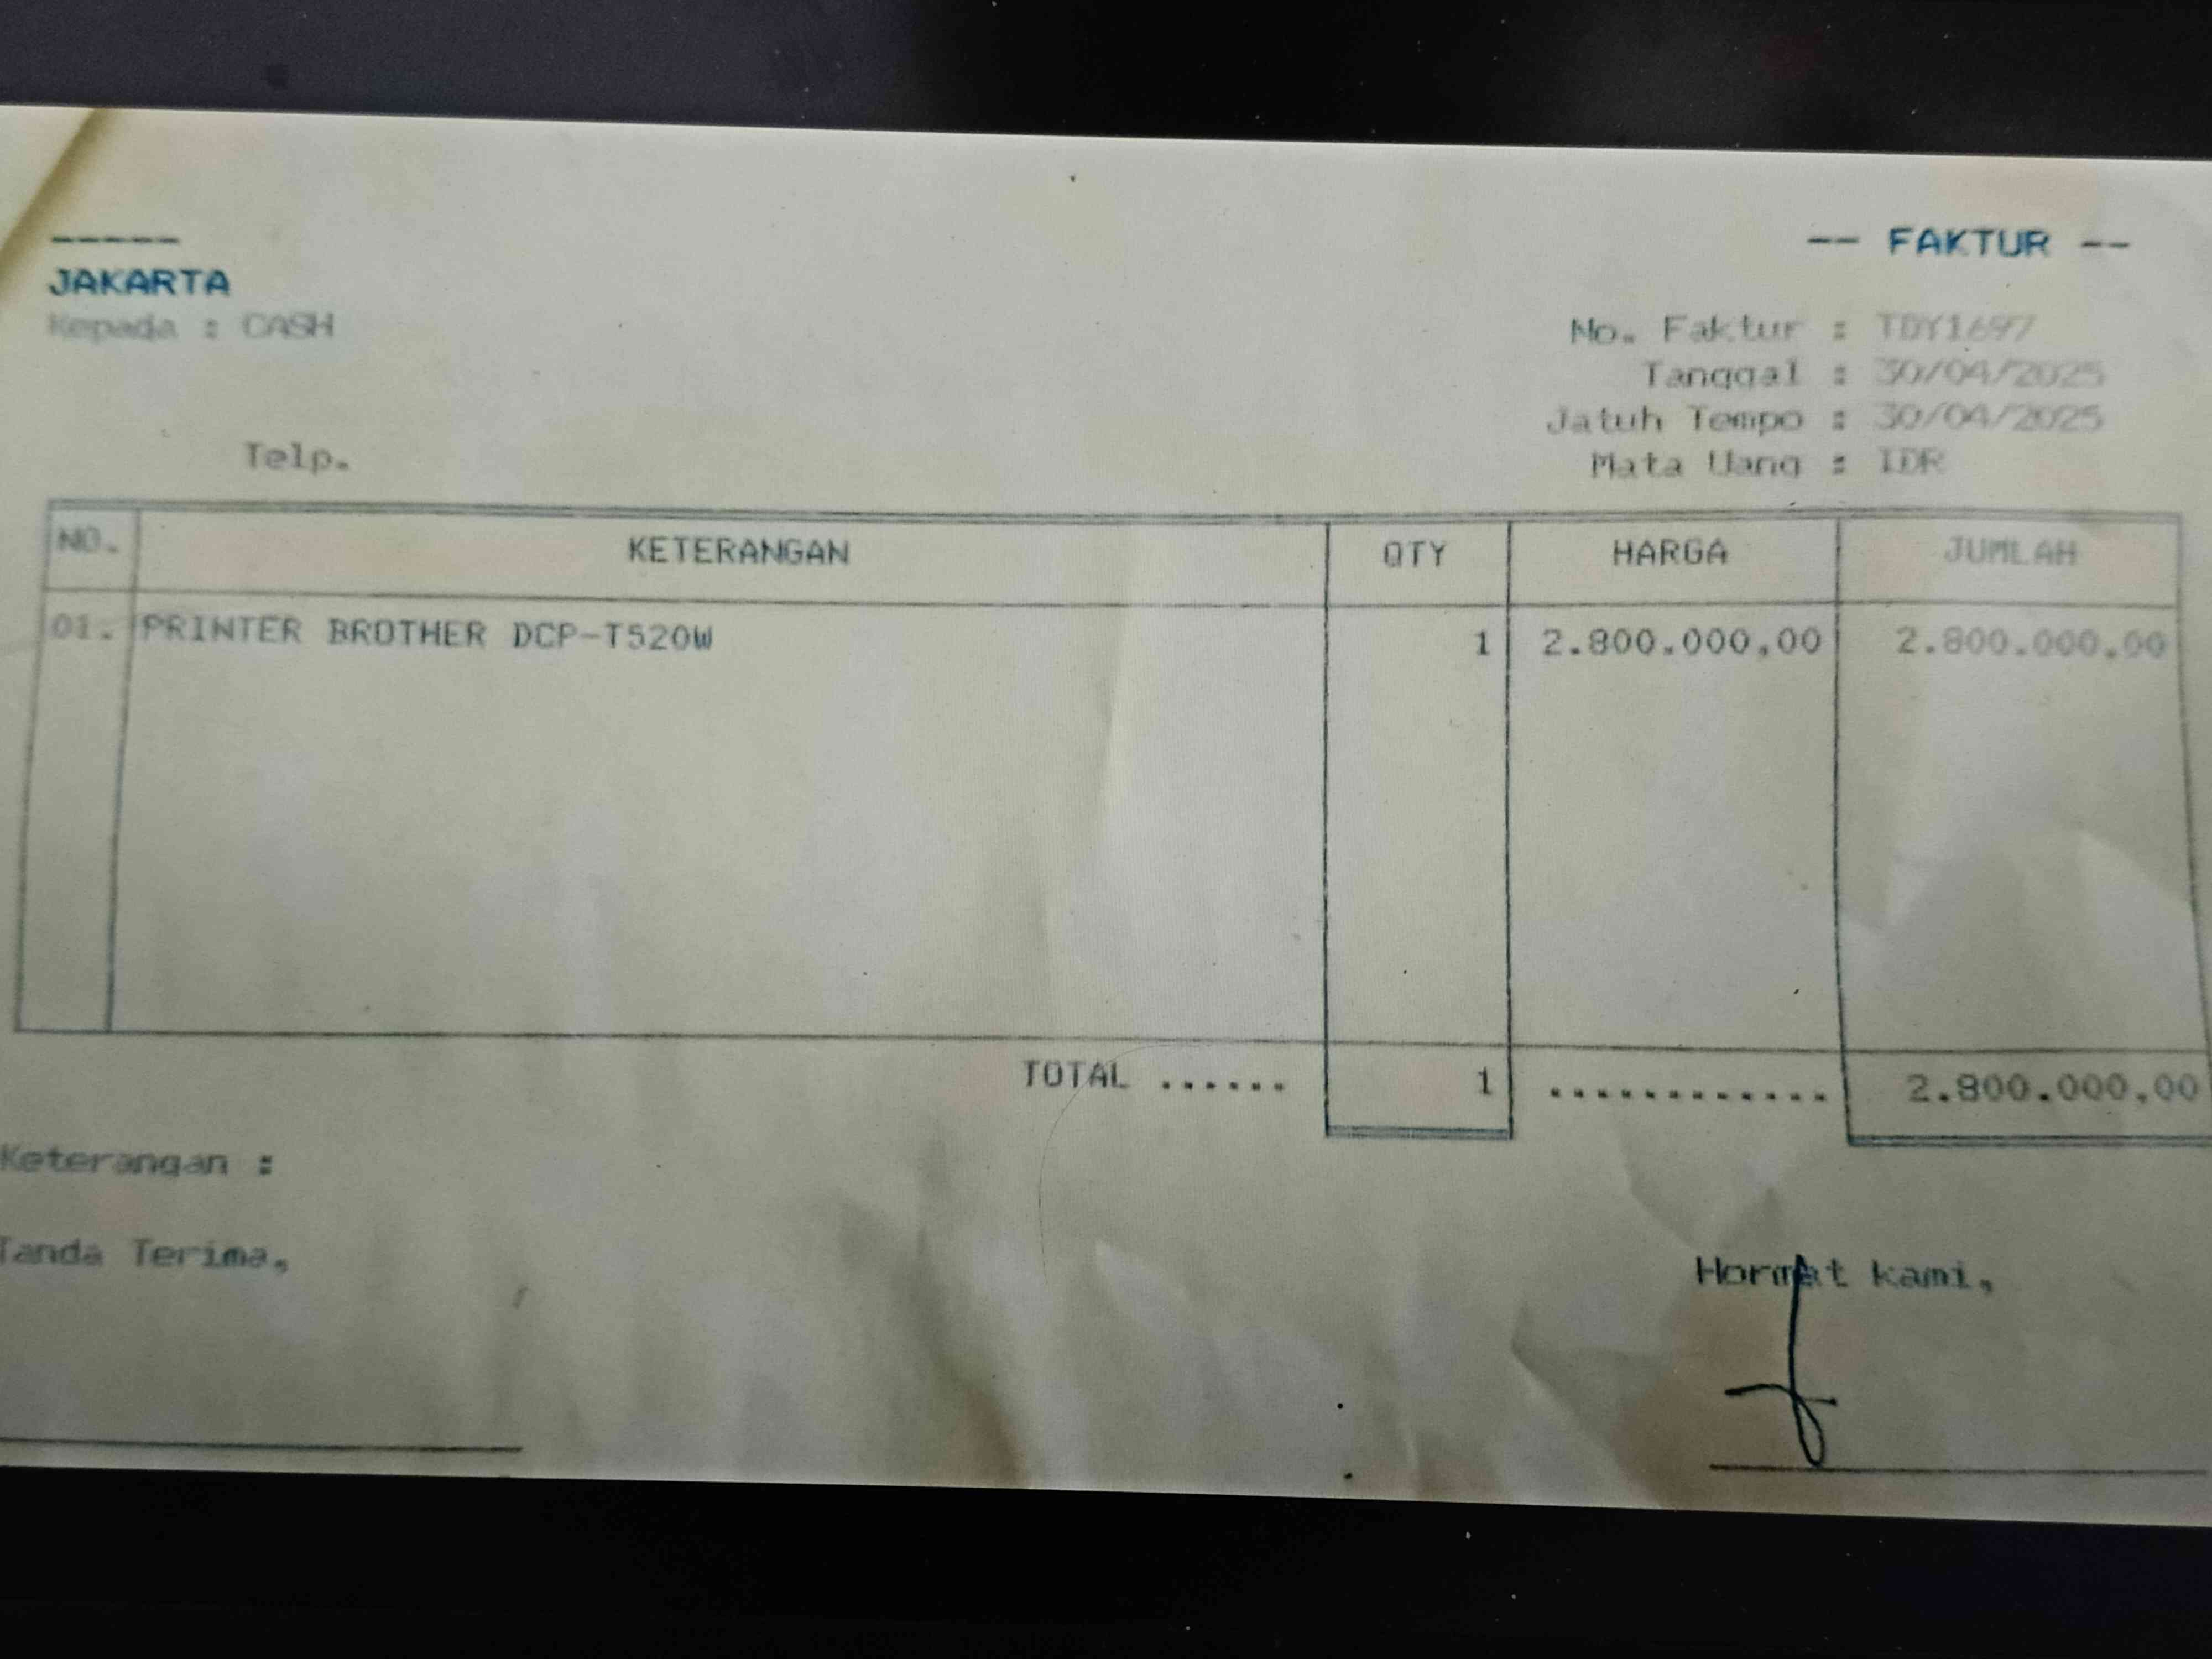 -----
JAKARTA
Kepada : CASH
Telp.
-- FAKTUR --
No. Faktur : TDY1697
Tanggal : 30/04/2025
Jatuh Tempo : 30/04/2025
Mata Uang : IDR
NO. KETERANGAN QTY HARGA JUMLAH
01. PRINTER BROTHER DCP-T520W 1 2.800.000,00 2.800.000,00
TOTAL ...... 1 ............ 2.800.000,00
Keterangan :
Tanda Terima,
Hormat kami,